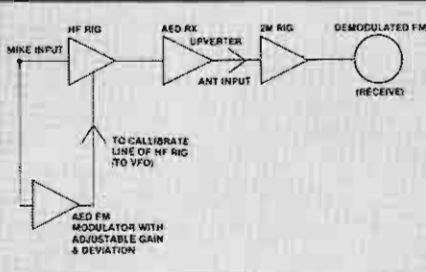 HF RIG
AED RX
2M RIG
DEMODULATED FM
MIKE INPUT
UPVERTER
ANT INPUT
(RECEIVE)
TO CALLIBRATE
LINE OF HF RIG
(TO VFO)
AED FM
MODULATOR WITH
ADJUSTABLE GAIN
& DEVIATION